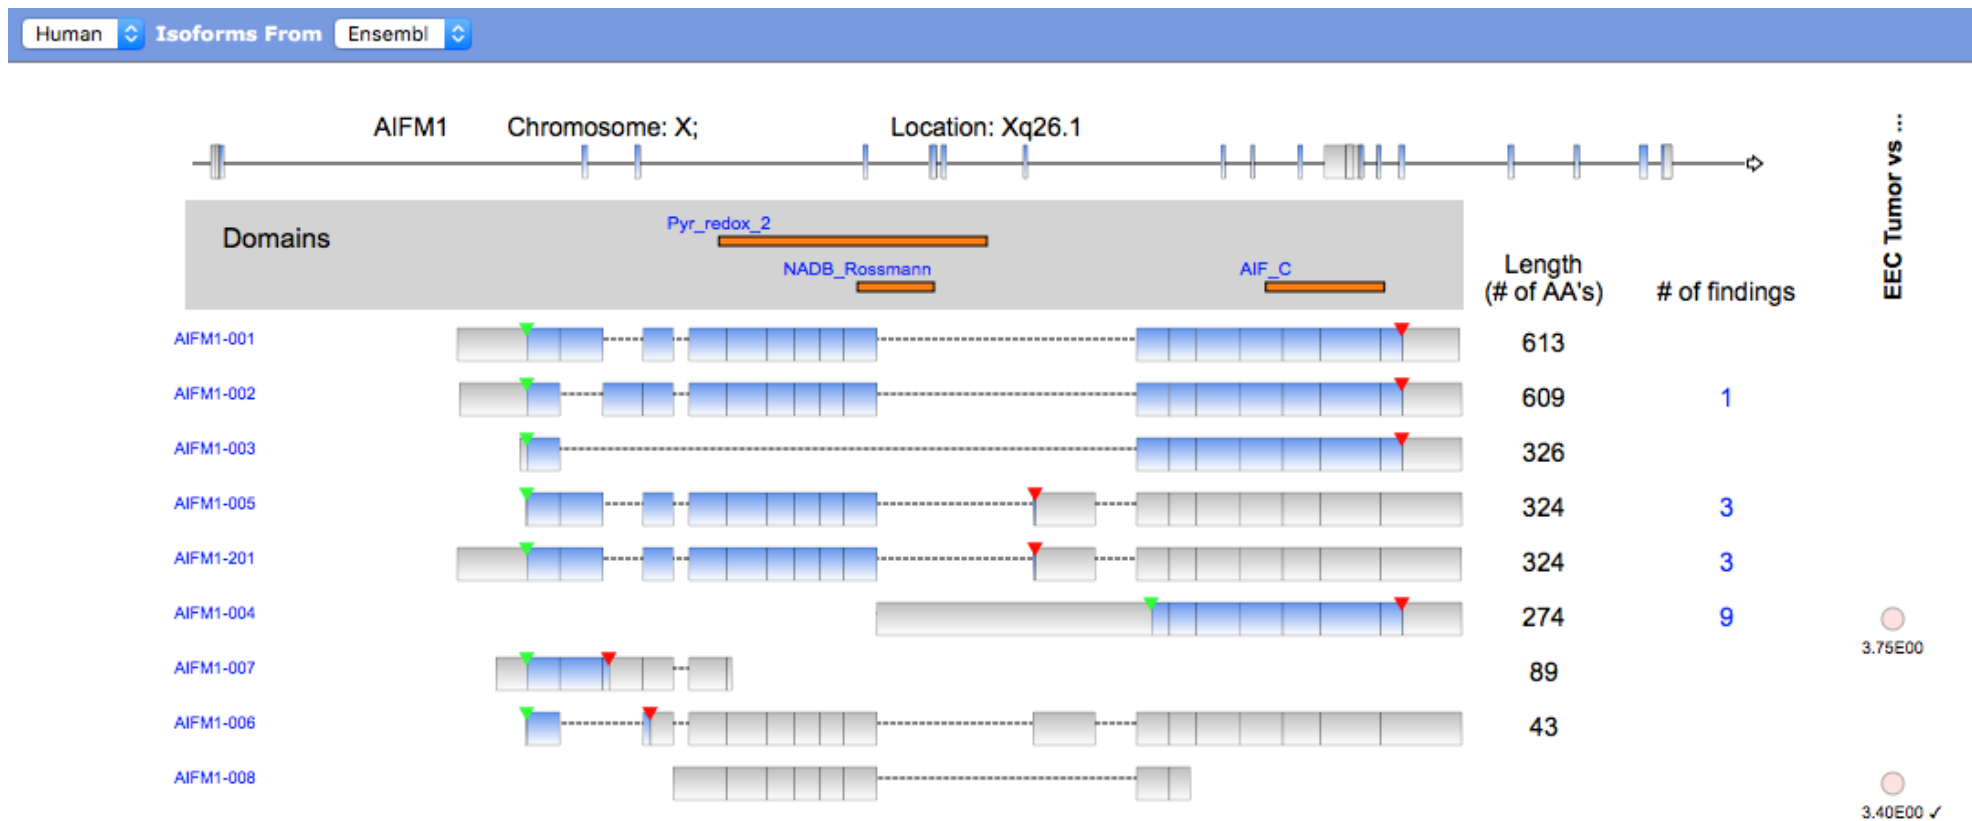 Human Isoforms From Ensembl
AIFM1 Chromosome: X; Location: Xq26.1
EEC Tumor vs ...
Domains
Pyr_redox_2
NADB_Rossmann
AIF_C
Length
(# of AA's)
# of findings
AIFM1-001 613
AIFM1-002 609 1
AIFM1-003 326
AIFM1-005 324 3
AIFM1-201 324 3
AIFM1-004 274 9
3.75E00
AIFM1-007 89
AIFM1-006 43
AIFM1-008
3.40E00 ✓